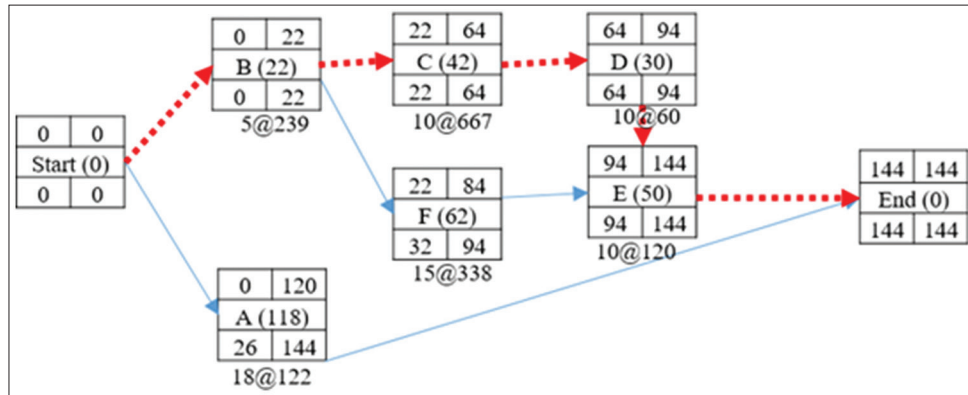 0 0
Start (0)
0 0
0 22
B (22)
0 22
5@239
22 64
C (42)
22 64
10@667
64 94
D (30)
64 94
10@60
22 84
F (62)
32 94
15@338
94 144
E (50)
94 144
10@120
0 120
A (118)
26 144
18@122
144 144
End (0)
144 144